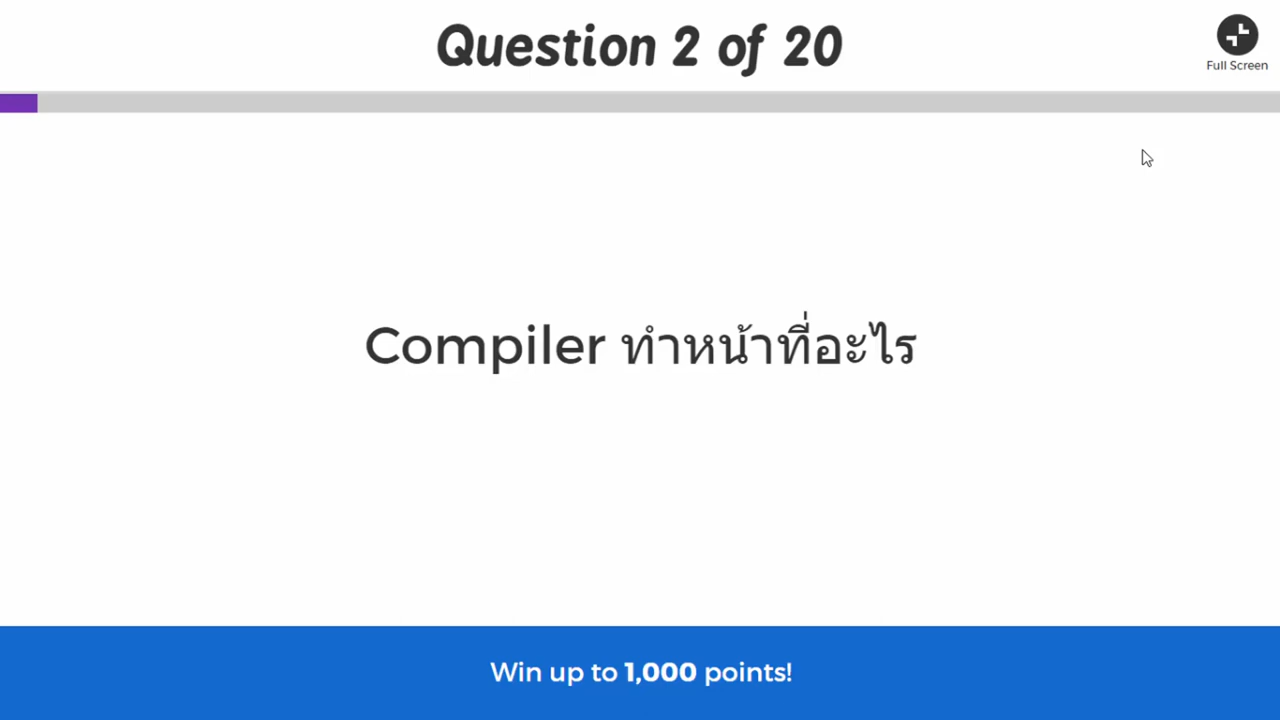 Question 2 of 20
Full Screen
Compiler ทำหน้าที่อะไร
Win up to 1,000 points!